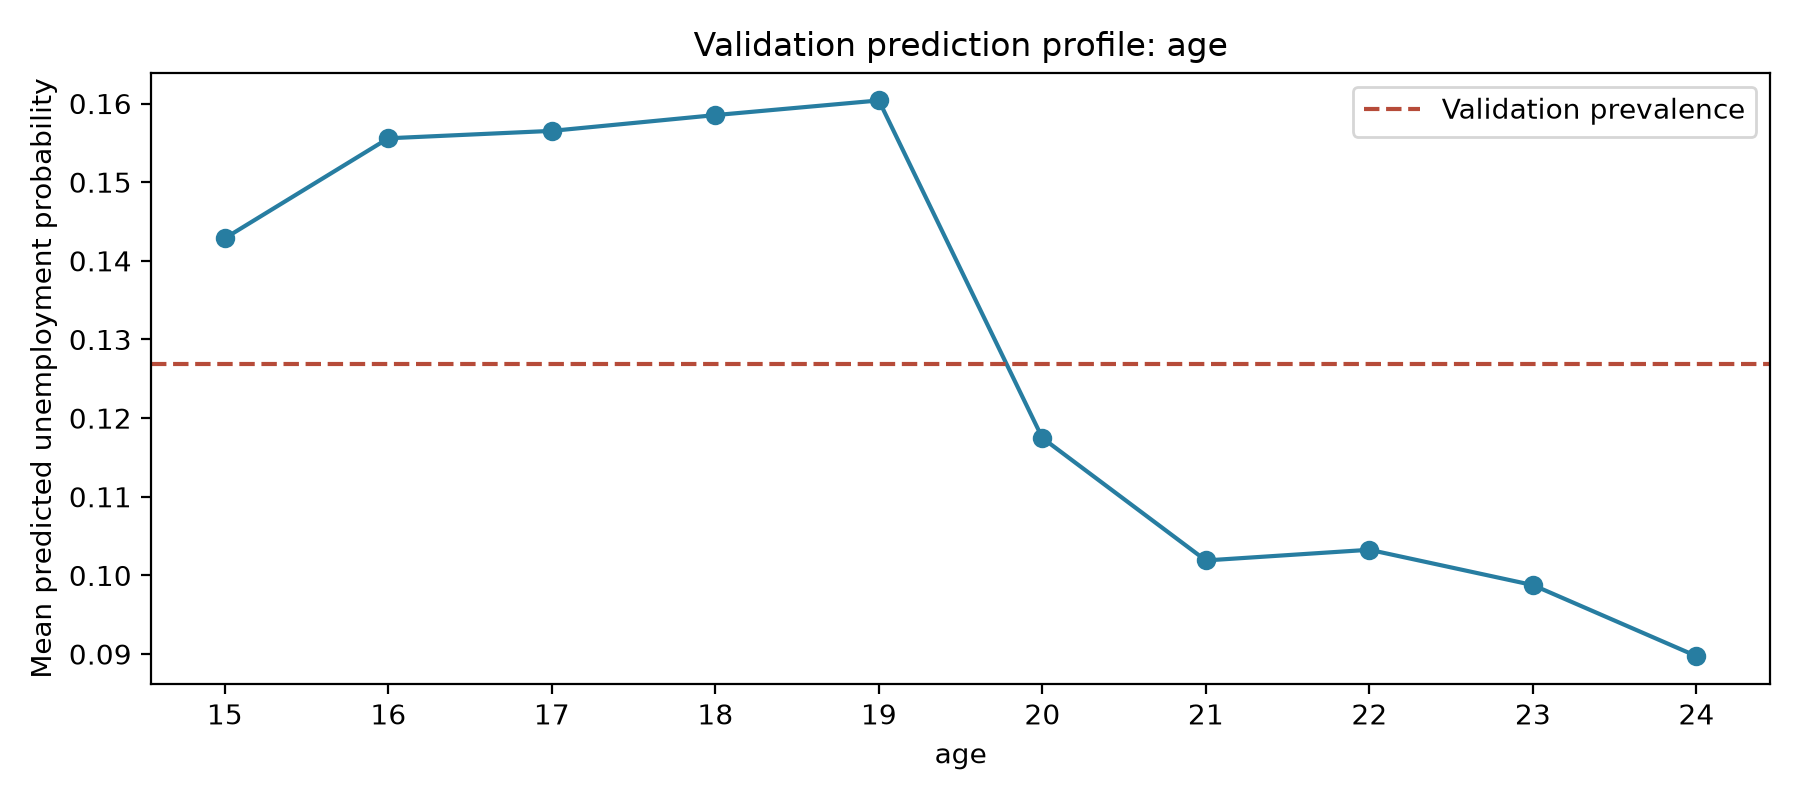 Validation prediction profile: age
Validation prevalence
Mean predicted unemployment probability
0.16
0.15
0.14
0.13
0.12
0.11
0.10
0.09
15 16 17 18 19 20 21 22 23 24
age